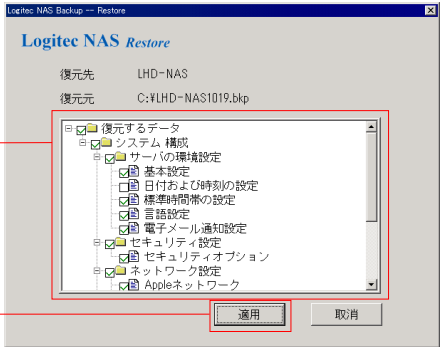 Logitec NAS Backup -- Restore
Logitec NAS Restore
復元先 LHD-NAS
復元元 C:¥LHD-NAS1019.bkp
復元するデータ
システム 構成
サーバの環境設定
基本設定
日付および時刻の設定
標準時間帯の設定
言語設定
電子メール通知設定
セキュリティ設定
セキュリティオプション
ネットワーク設定
Appleネットワーク
適用 取消